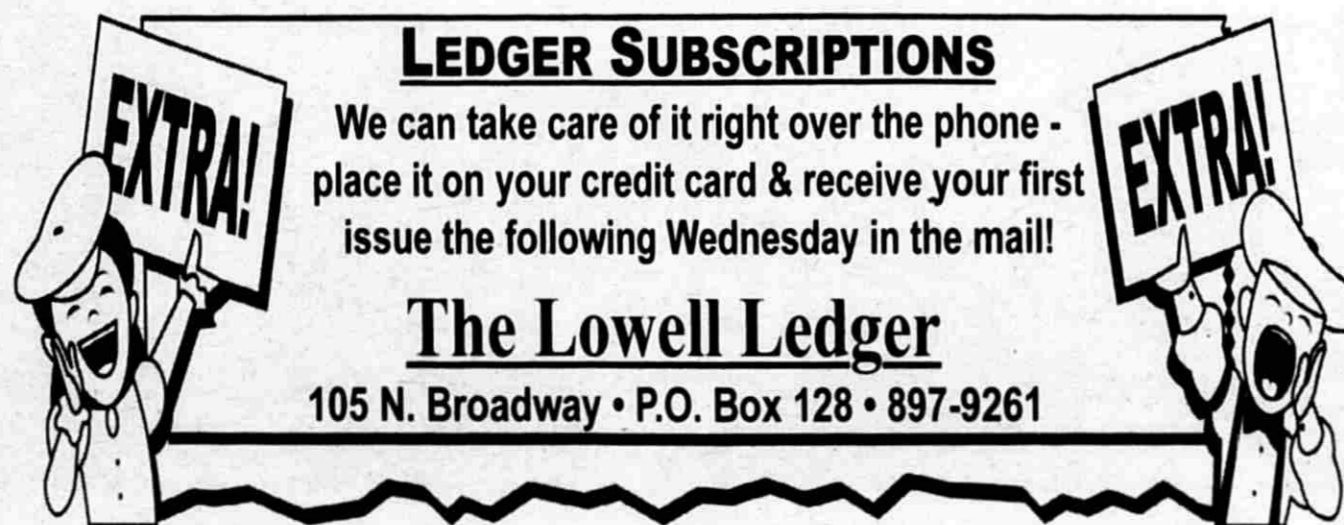 EXTRA!
LEDGER SUBSCRIPTIONS
We can take care of it right over the phone -
place it on your credit card & receive your first
issue the following Wednesday in the mail!
The Lowell Ledger
105 N. Broadway • P.O. Box 128 • 897-9261
EXTRA!